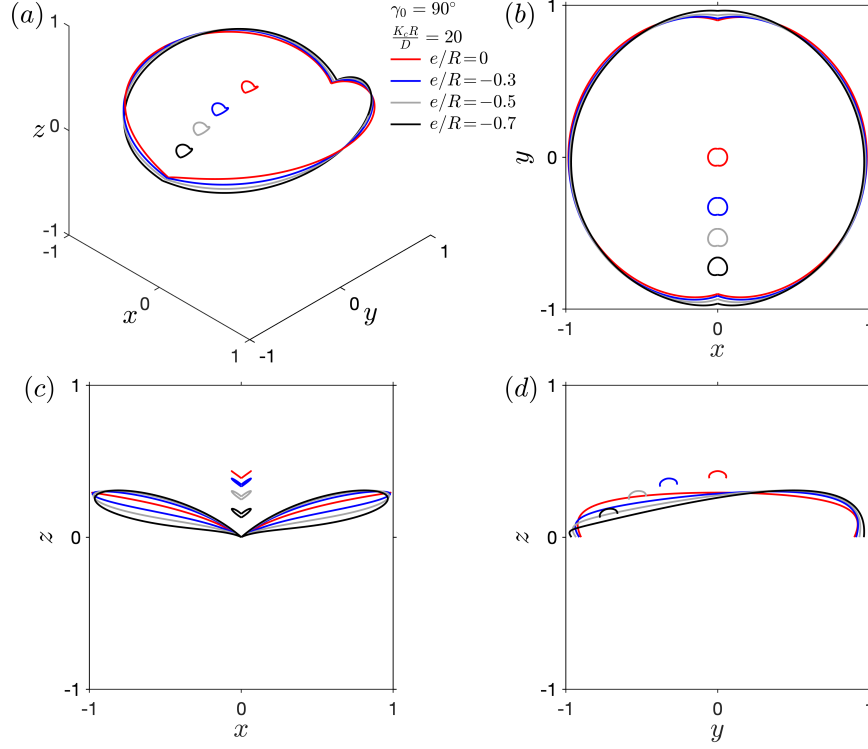 (a)
1
z
0
-1
-1
x
0
1
-1
0
y
1
γ₀ = 90°
K_cR/D = 20
e/R=0
e/R=−0.3
e/R=−0.5
e/R=−0.7
(b)
1
y
0
-1
-1
0
1
x
(c)
1
z
0
-1
-1
0
1
x
(d)
1
z
0
-1
-1
0
1
y